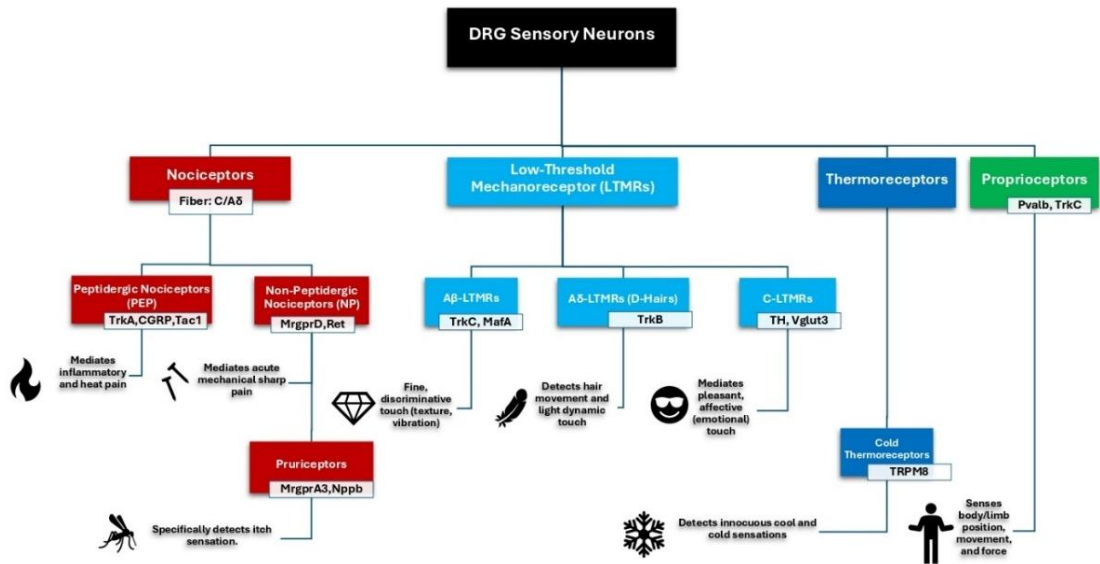 DRG Sensory Neurons
Nociceptors
Fiber: C/Aδ
Low-Threshold
Mechanoreceptor (LTMRs)
Thermoreceptors
Proprioceptors
Pvalb, TrkC
Peptidergic Nociceptors
(PEP)
TrkA,CGRP,Tac1
Non-Peptidergic
Nociceptors (NP)
MrgprD,Ret
Aβ-LTMRs
TrkC, MafA
Aδ-LTMRs (D-Hairs)
TrkB
C-LTMRs
TH, Vglut3
Mediates
inflammatory
and heat pain
Mediates acute
mechanical sharp
pain
Fine,
discriminative
touch (texture,
vibration)
Detects hair
movement and
light dynamic
touch
Mediates
pleasant,
affective
(emotional)
touch
Cold
Thermoreceptors
TRPM8
Pruriceptors
MrgprA3,Nppb
Specifically detects itch
sensation.
Detects innocuous cool and
cold sensations
Senses
body/limb
position,
movement,
and force